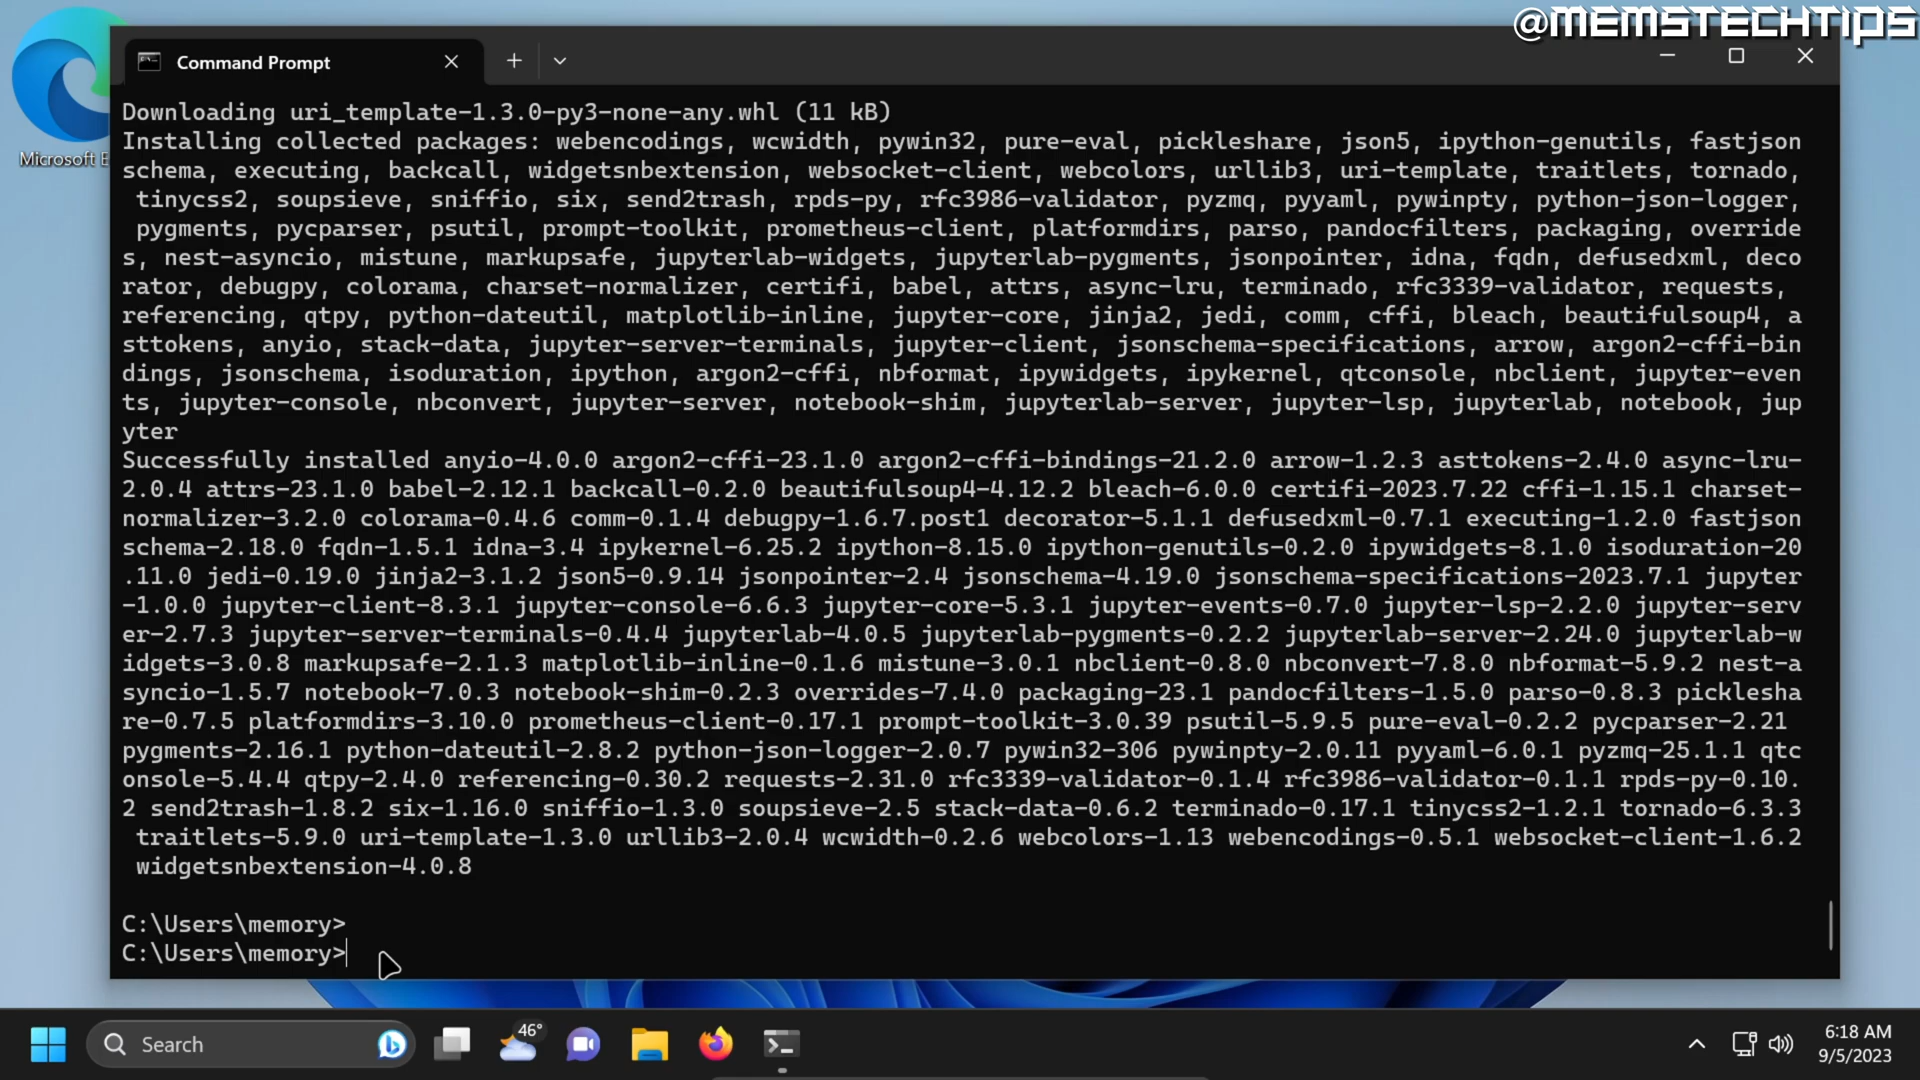 @MEMSTECHTIPS
Command Prompt
Downloading uri_template-1.3.0-py3-none-any.whl (11 kB)
Installing collected packages: webencodings, wcwidth, pywin32, pure-eval, pickleshare, json5, ipython-genutils, fastjson
schema, executing, backcall, widgetsnbextension, websocket-client, webcolors, urllib3, uri-template, traitlets, tornado,
tinycss2, soupsieve, sniffio, six, send2trash, rpds-py, rfc3986-validator, pyzmq, pyyaml, pywinpty, python-json-logger,
pygments, pycparser, psutil, prompt-toolkit, prometheus-client, platformdirs, parso, pandocfilters, packaging, override
s, nest-asyncio, mistune, markupsafe, jupyterlab-widgets, jupyterlab-pygments, jsonpointer, idna, fqdn, defusedxml, deco
rator, debugpy, colorama, charset-normalizer, certifi, babel, attrs, async-lru, terminado, rfc3339-validator, requests,
referencing, qtpy, python-dateutil, matplotlib-inline, jupyter-core, jinja2, jedi, comm, cffi, bleach, beautifulsoup4, a
sttokens, anyio, stack-data, jupyter-server-terminals, jupyter-client, jsonschema-specifications, arrow, argon2-cffi-bin
dings, jsonschema, isoduration, ipython, argon2-cffi, nbformat, ipywidgets, ipykernel, qtconsole, nbclient, jupyter-even
ts, jupyter-console, nbconvert, jupyter-server, notebook-shim, jupyterlab-server, jupyter-lsp, jupyterlab, notebook, jup
yter
Successfully installed anyio-4.0.0 argon2-cffi-23.1.0 argon2-cffi-bindings-21.2.0 arrow-1.2.3 asttokens-2.4.0 async-lru-
2.0.4 attrs-23.1.0 babel-2.12.1 backcall-0.2.0 beautifulsoup4-4.12.2 bleach-6.0.0 certifi-2023.7.22 cffi-1.15.1 charset-
normalizer-3.2.0 colorama-0.4.6 comm-0.1.4 debugpy-1.6.7.post1 decorator-5.1.1 defusedxml-0.7.1 executing-1.2.0 fastjson
schema-2.18.0 fqdn-1.5.1 idna-3.4 ipykernel-6.25.2 ipython-8.15.0 ipython-genutils-0.2.0 ipywidgets-8.1.0 isoduration-20
.11.0 jedi-0.19.0 jinja2-3.1.2 json5-0.9.14 jsonpointer-2.4 jsonschema-4.19.0 jsonschema-specifications-2023.7.1 jupyter
-1.0.0 jupyter-client-8.3.1 jupyter-console-6.6.3 jupyter-core-5.3.1 jupyter-events-0.7.0 jupyter-lsp-2.2.0 jupyter-serv
er-2.7.3 jupyter-server-terminals-0.4.4 jupyterlab-4.0.5 jupyterlab-pygments-0.2.2 jupyterlab-server-2.24.0 jupyterlab-w
idgets-3.0.8 markupsafe-2.1.3 matplotlib-inline-0.1.6 mistune-3.0.1 nbclient-0.8.0 nbconvert-7.8.0 nbformat-5.9.2 nest-a
syncio-1.5.7 notebook-7.0.3 notebook-shim-0.2.3 overrides-7.4.0 packaging-23.1 pandocfilters-1.5.0 parso-0.8.3 picklesha
re-0.7.5 platformdirs-3.10.0 prometheus-client-0.17.1 prompt-toolkit-3.0.39 psutil-5.9.5 pure-eval-0.2.2 pycparser-2.21
pygments-2.16.1 python-dateutil-2.8.2 python-json-logger-2.0.7 pywin32-306 pywinpty-2.0.11 pyyaml-6.0.1 pyzmq-25.1.1 qtc
onsole-5.4.4 qtpy-2.4.0 referencing-0.30.2 requests-2.31.0 rfc3339-validator-0.1.4 rfc3986-validator-0.1.1 rpds-py-0.10.
2 send2trash-1.8.2 six-1.16.0 sniffio-1.3.0 soupsieve-2.5 stack-data-0.6.2 terminado-0.17.1 tinycss2-1.2.1 tornado-6.3.3
traitlets-5.9.0 uri-template-1.3.0 urllib3-2.0.4 wcwidth-0.2.6 webcolors-1.13 webencodings-0.5.1 websocket-client-1.6.2
widgetsnbextension-4.0.8
C:\Users\memory>
C:\Users\memory>
Microsoft E
Search
46°
6:18 AM
9/5/2023